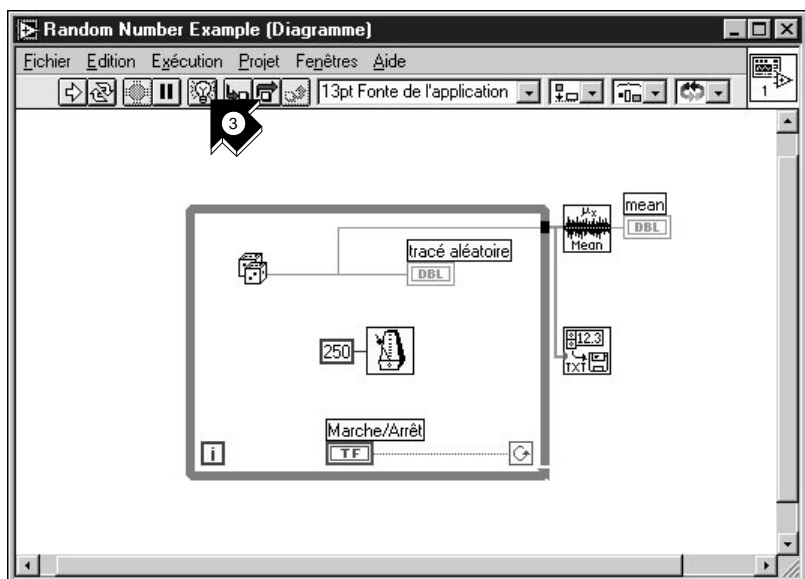 Random Number Example (Diagramme)
Fichier Edition Exécution Projet Fenêtres Aide
13pt Fonte de l'application
1
3
mean
DBL
μx
Mean
tracé aléatoire
DBL
12.3
TXT
250
Marche/Arrêt
TF
i